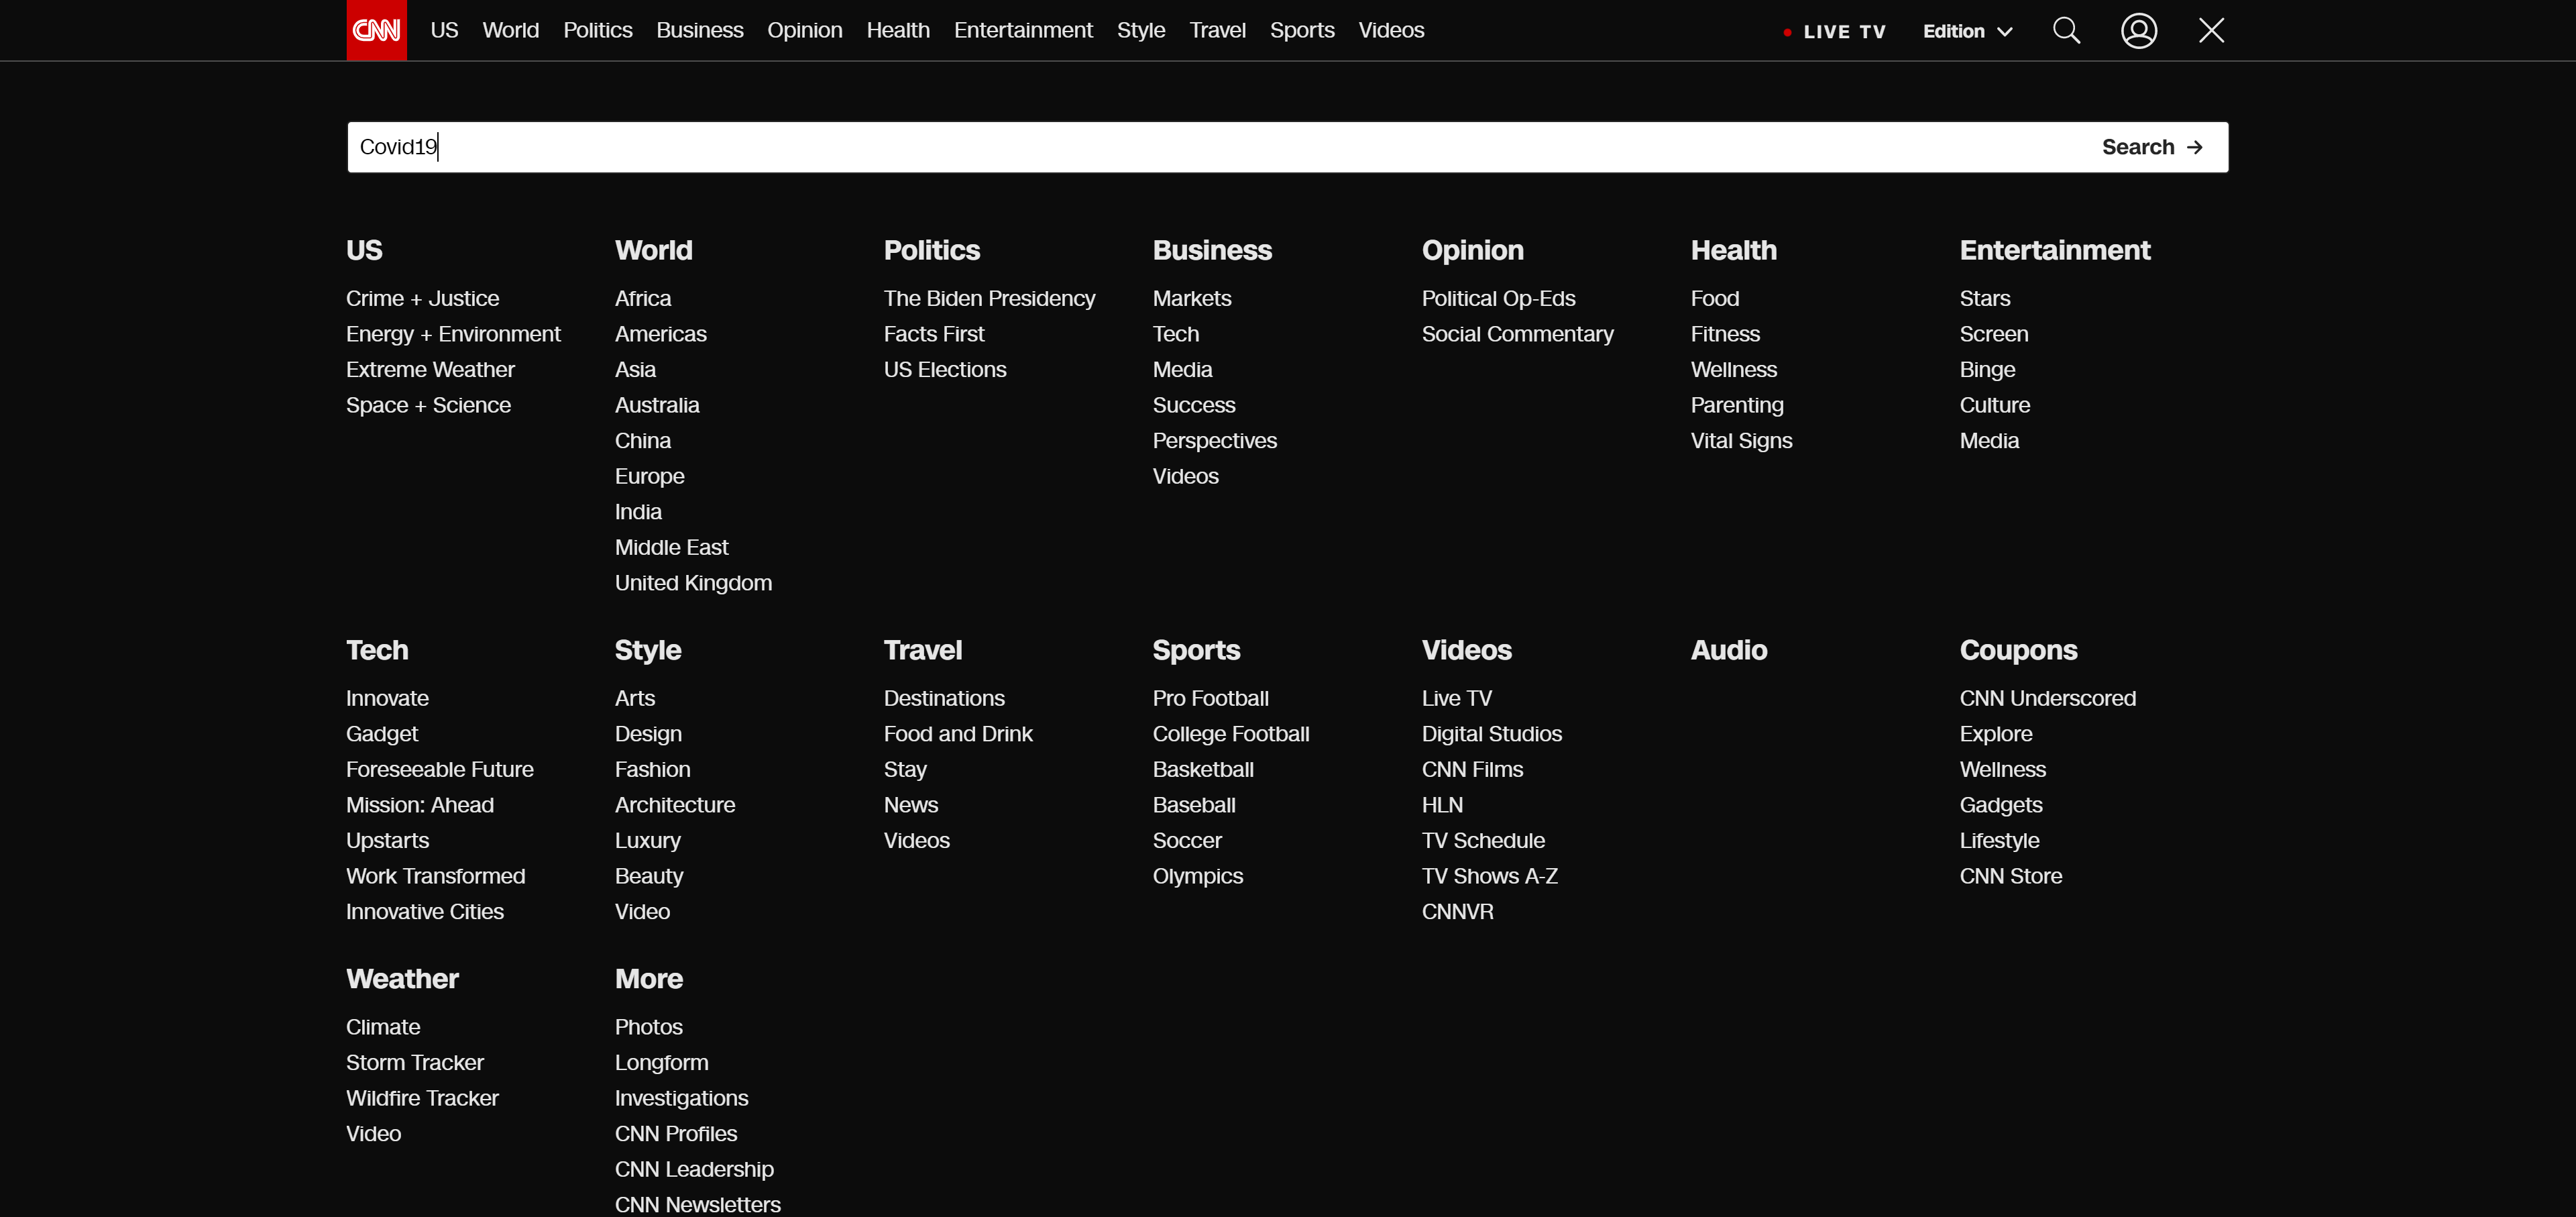 CNN US World Politics Business Opinion Health Entertainment Style Travel Sports Videos LIVE TV Edition
Covid19 Search →
US
Crime + Justice
Energy + Environment
Extreme Weather
Space + Science
World
Africa
Americas
Asia
Australia
China
Europe
India
Middle East
United Kingdom
Politics
The Biden Presidency
Facts First
US Elections
Business
Markets
Tech
Media
Success
Perspectives
Videos
Opinion
Political Op-Eds
Social Commentary
Health
Food
Fitness
Wellness
Parenting
Vital Signs
Entertainment
Stars
Screen
Binge
Culture
Media
Tech
Innovate
Gadget
Foreseeable Future
Mission: Ahead
Upstarts
Work Transformed
Innovative Cities
Style
Arts
Design
Fashion
Architecture
Luxury
Beauty
Video
Travel
Destinations
Food and Drink
Stay
News
Videos
Sports
Pro Football
College Football
Basketball
Baseball
Soccer
Olympics
Videos
Live TV
Digital Studios
CNN Films
HLN
TV Schedule
TV Shows A-Z
CNNVR
Audio
Coupons
CNN Underscored
Explore
Wellness
Gadgets
Lifestyle
CNN Store
Weather
Climate
Storm Tracker
Wildfire Tracker
Video
More
Photos
Longform
Investigations
CNN Profiles
CNN Leadership
CNN Newsletters